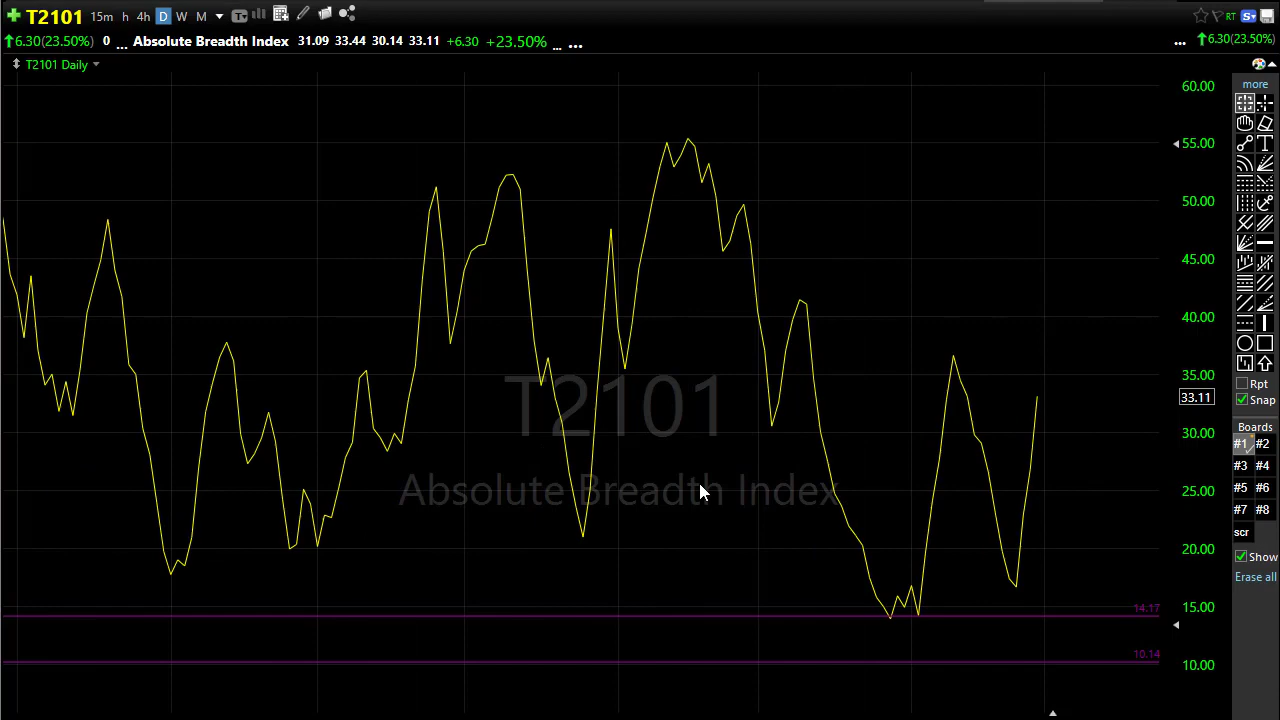 T2101 15m h 4h D W M T RT S
6.30(23.50%) 0 ... Absolute Breadth Index 31.09 33.44 30.14 33.11 +6.30 +23.50% ... ... ... 6.30(23.50%)
T2101 Daily
more
60.00
55.00
50.00
45.00
40.00
35.00
33.11
30.00
25.00
20.00
15.00
10.00
T2101
Absolute Breadth Index
14.17
10.14
T
Rpt
Snap
Boards
#1 #2
#3 #4
#5 #6
#7 #8
scr
Show
Erase all